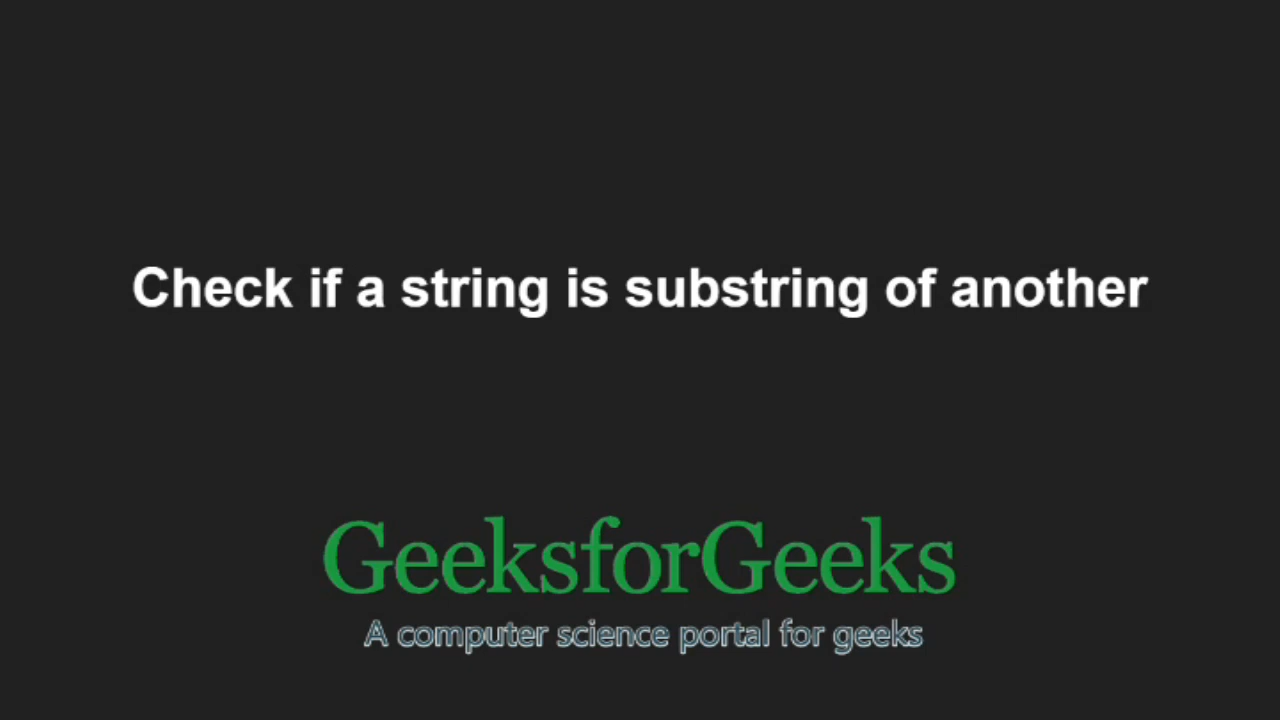 Check if a string is substring of another
GeeksforGeeks
A computer science portal for geeks